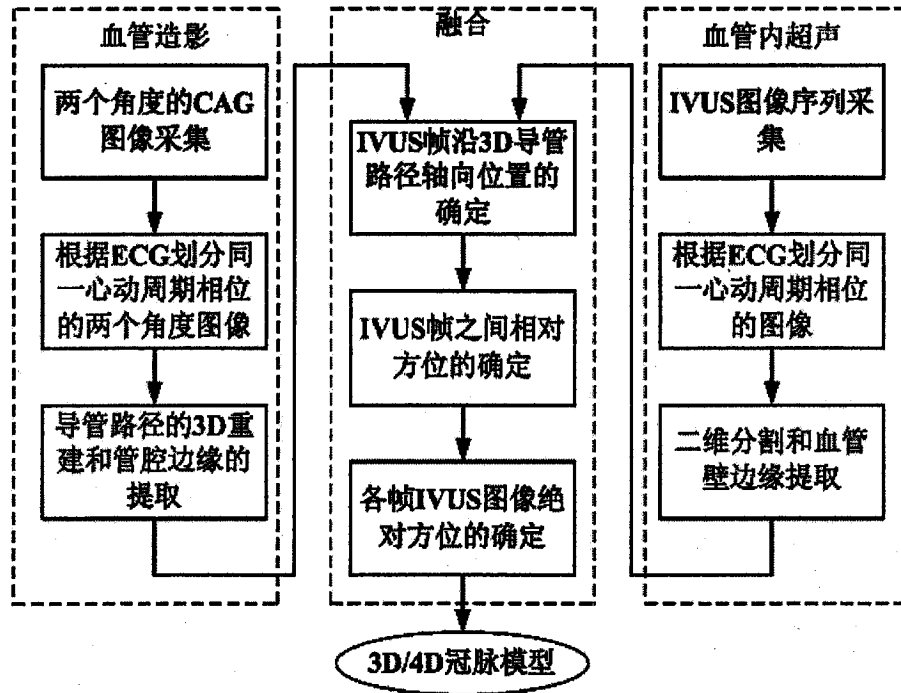 血管造影
两个角度的CAG
图像采集
根据ECG划分同
一心动周期相位
的两个角度图像
导管路径的3D重
建和管腔边缘的
提取
融合
IVUS帧沿3D导管
路径轴向位置的
确定
IVUS帧之间相对
方位的确定
各帧IVUS图像绝
对方位的确定
3D/4D冠脉模型
血管内超声
IVUS图像序列采
集
根据ECG划分同
一心动周期相位
的图像
二维分割和血管
壁边缘提取